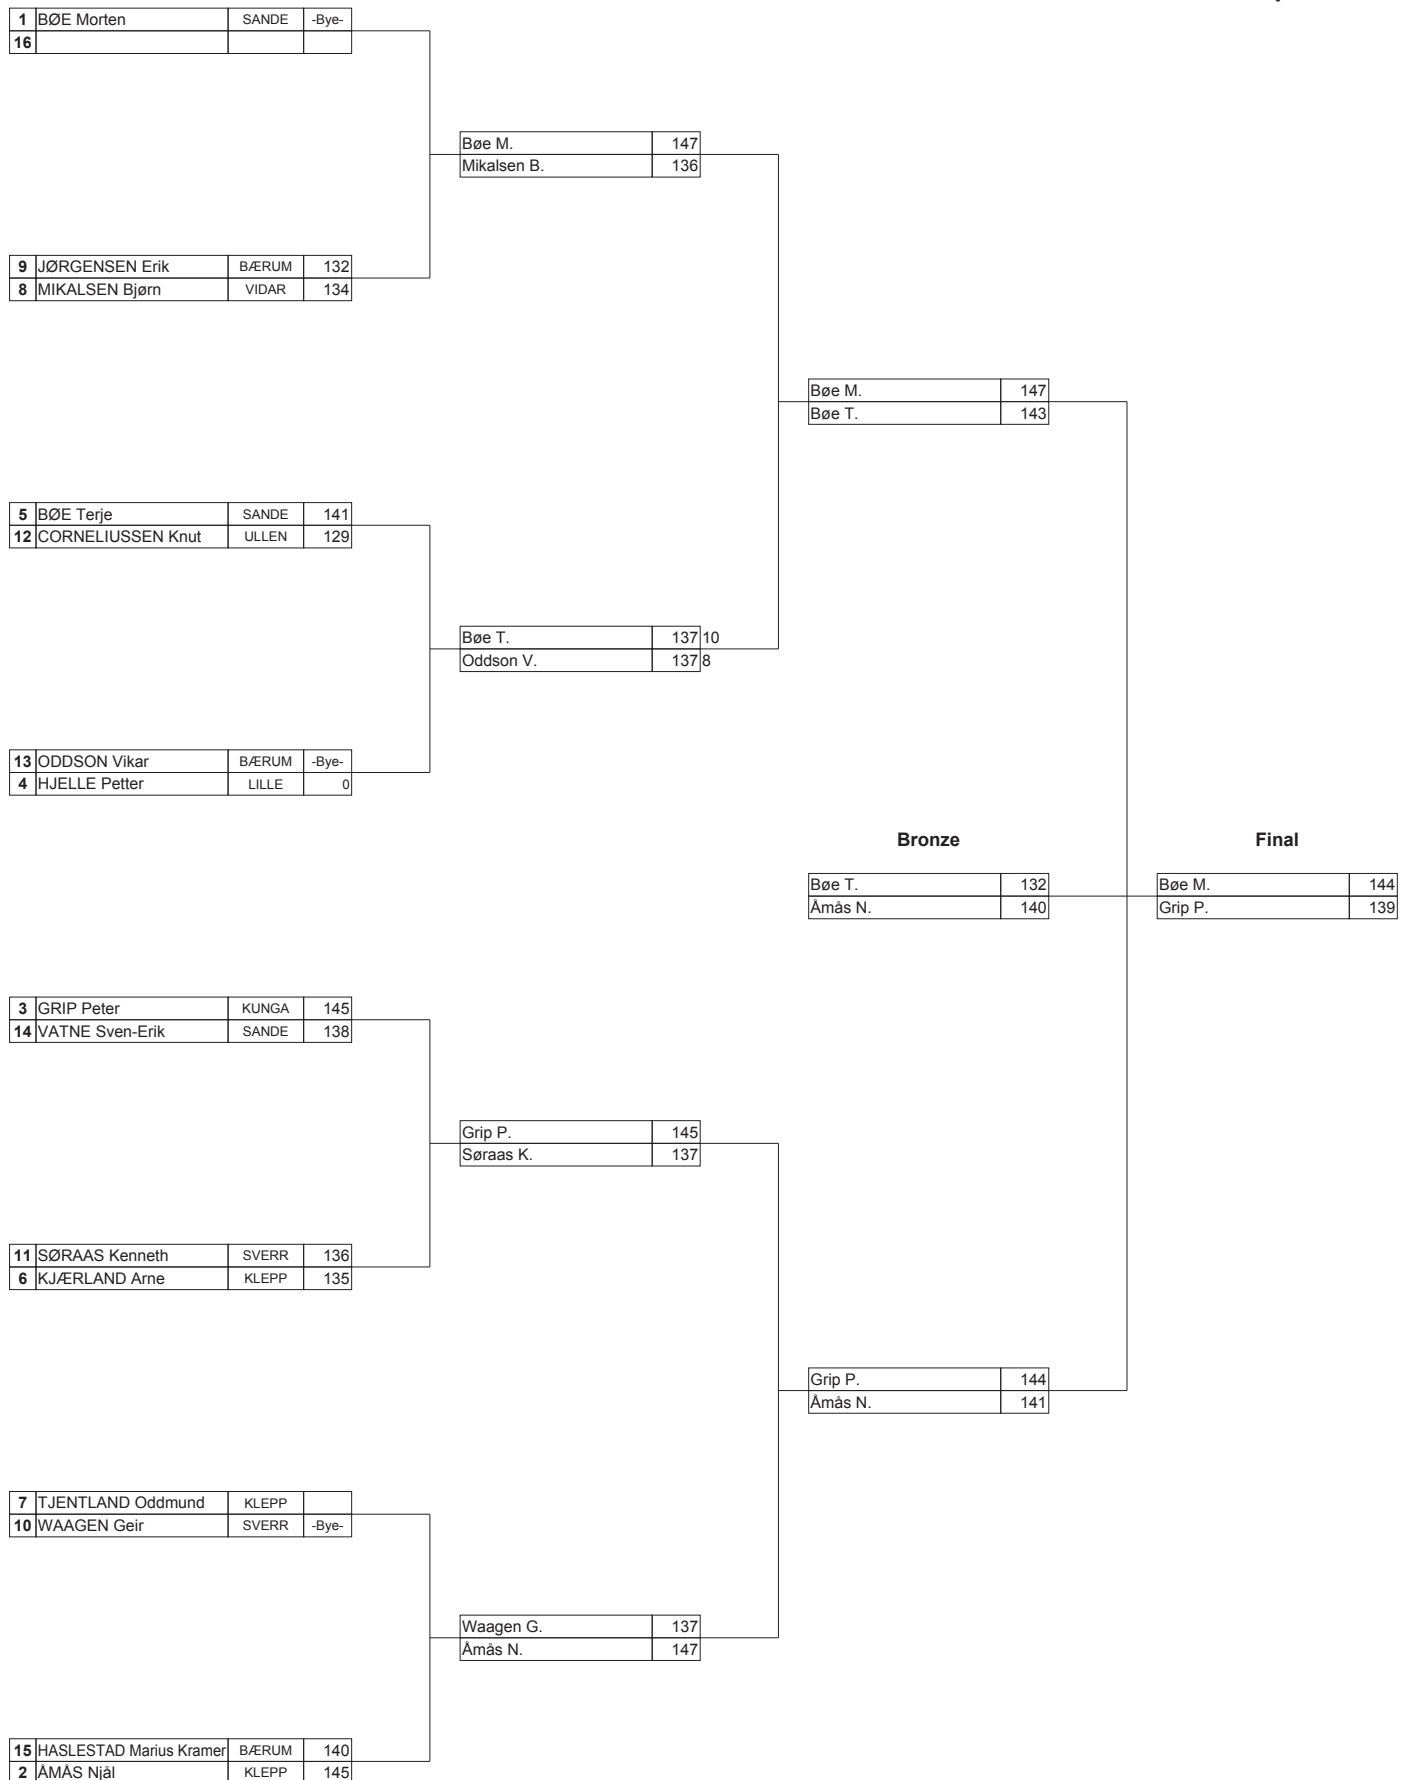 1 BØE Morten SANDE -Bye-
16
Bøe M. 147
Mikalsen B. 136
9 JØRGENSEN Erik BÆRUM 132
8 MIKALSEN Bjørn VIDAR 134
Bøe M. 147
Bøe T. 143
5 BØE Terje SANDE 141
12 CORNELIUSSEN Knut ULLEN 129
Bøe T. 137 10
Oddson V. 137 8
13 ODDSON Vikar BÆRUM -Bye-
4 HJELLE Petter LILLE 0
Bronze Final
Bøe T. 132 Bøe M. 144
Åmås N. 140 Grip P. 139
3 GRIP Peter KUNGA 145
14 VATNE Sven-Erik SANDE 138
Grip P. 145
Søraas K. 137
11 SØRAAS Kenneth SVERR 136
6 KJÆRLAND Arne KLEPP 135
Grip P. 144
Åmås N. 141
7 TJENTLAND Oddmund KLEPP
10 WAAGEN Geir SVERR -Bye-
Waagen G. 137
Åmås N. 147
15 HASLESTAD Marius Kramer BÆRUM 140
2 ÅMÅS Njål KLEPP 145